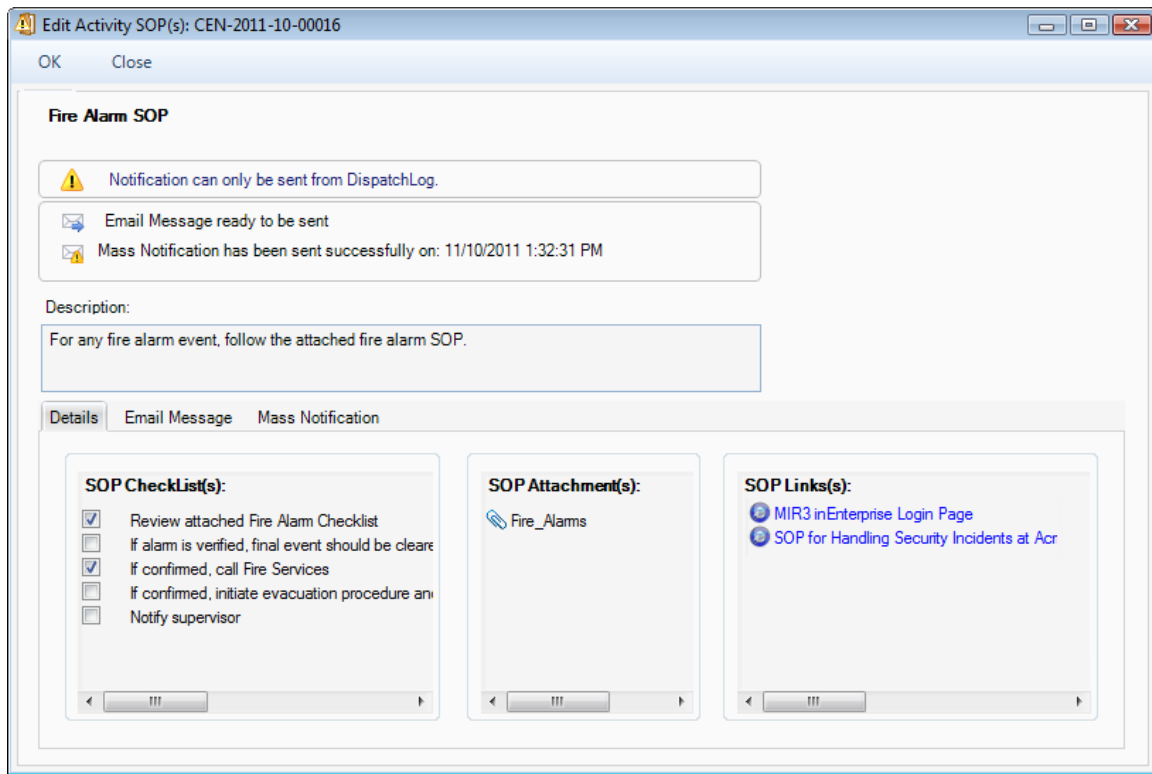 Edit Activity SOP(s): CEN-2011-10-00016
OK Close
Fire Alarm SOP
Notification can only be sent from DispatchLog.
Email Message ready to be sent
Mass Notification has been sent successfully on: 11/10/2011 1:32:31 PM
Description:
For any fire alarm event, follow the attached fire alarm SOP.
Details Email Message Mass Notification
SOP CheckList(s):
Review attached Fire Alarm Checklist
If alarm is verified, final event should be cleare
If confirmed, call Fire Services
If confirmed, initiate evacuation procedure an
Notify supervisor
SOP Attachment(s):
Fire_Alarms
SOP Links(s):
MIR3 inEnterprise Login Page
SOP for Handling Security Incidents at Acr